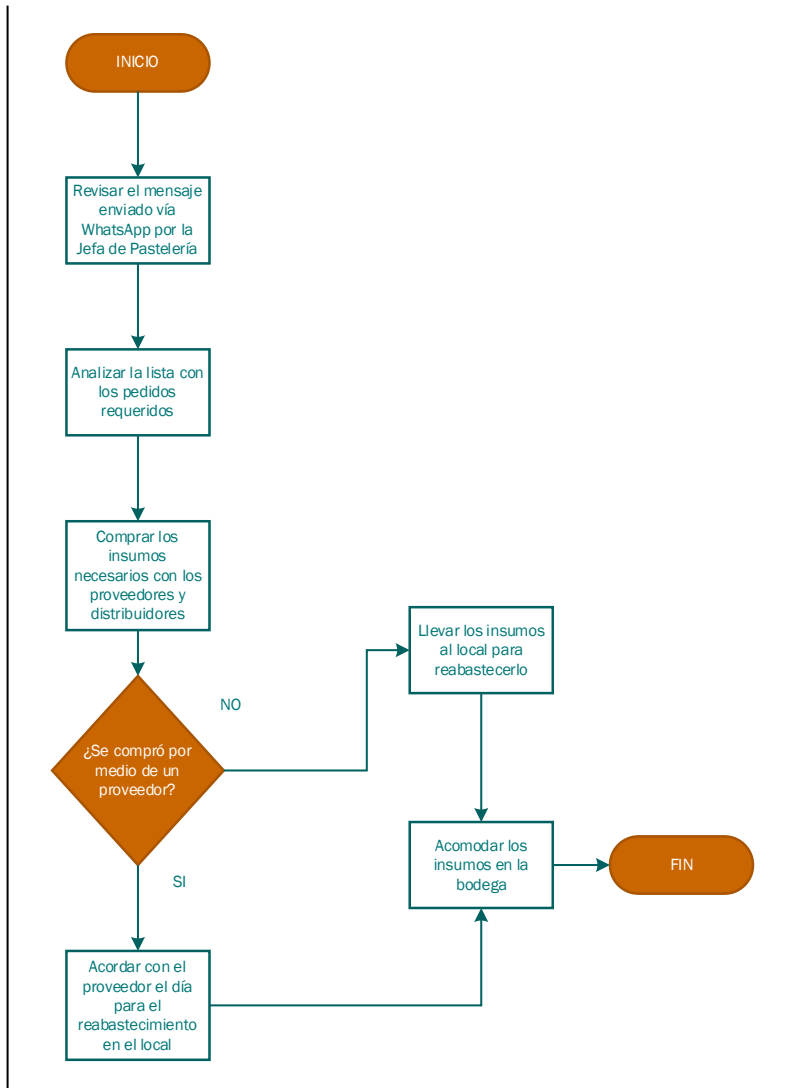 INICIO
Revisar el mensaje
enviado vía
WhatsApp por la
Jefa de Pastelería
Analizar la lista con
los pedidos
requeridos
Comprar los
insumos
necesarios con los
proveedores y
distribuidores
¿Se compró por
medio de un
proveedor?
NO
Llevar los insumos
al local para
reabastecerlo
Acomodar los
insumos en la
bodega
FIN
SI
Acordar con el
proveedor el día
para el
reabastecimiento
en el local